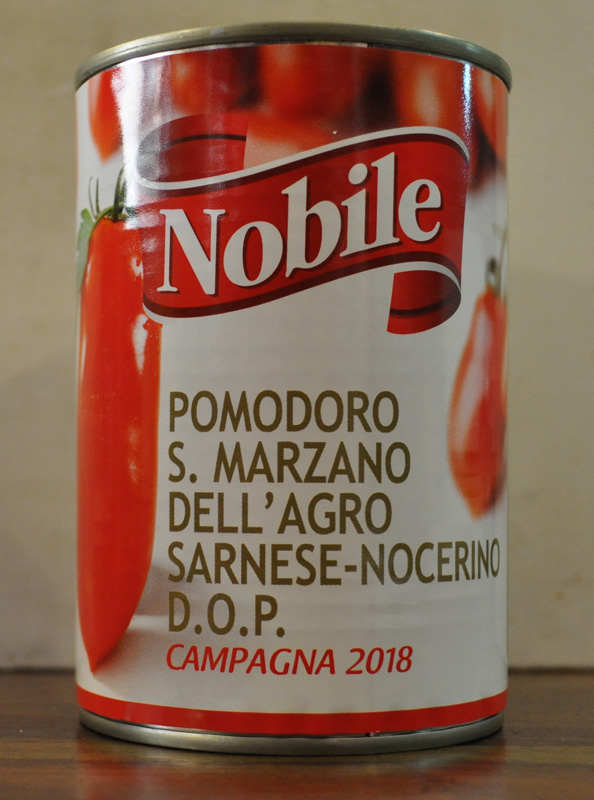 Nobile
POMODORO
S. MARZANO
DELL'AGRO
SARNESE-NOCERINO
D.O.P.
CAMPAGNA 2018